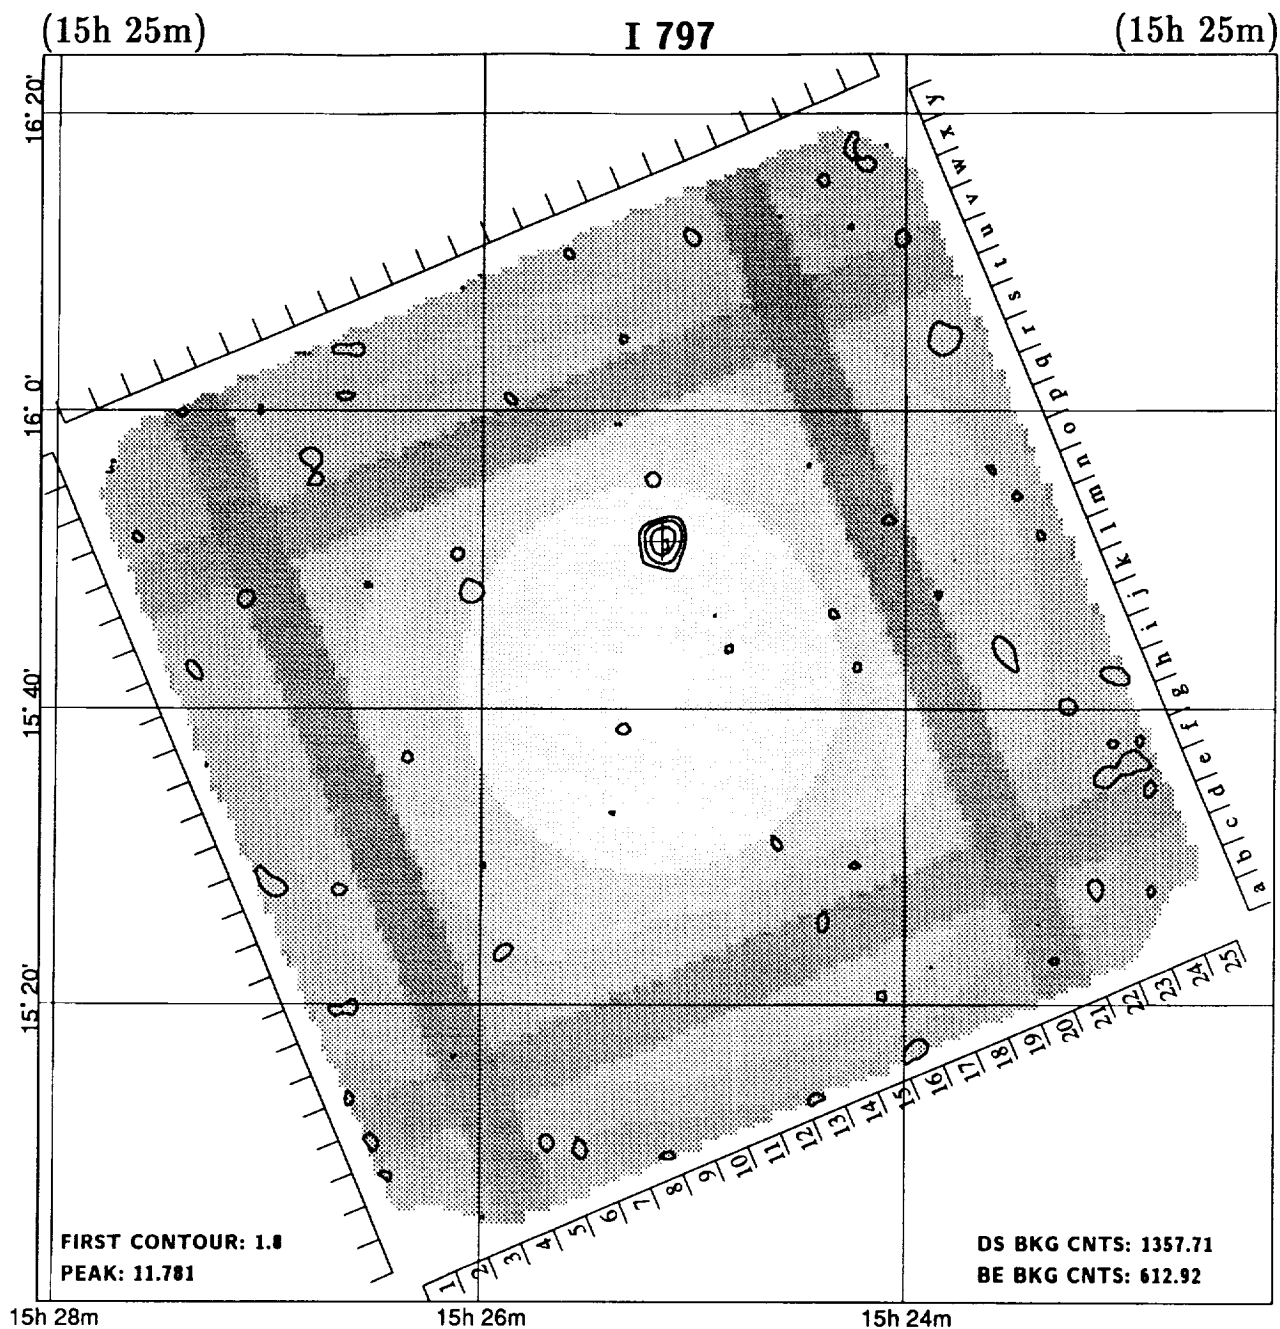 (15h 25m)
I 797
(15h 25m)
16° 20'
16° 0'
15° 40'
15° 20'
y
x
w
v
u
t
s
r
q
p
o
n
m
l
k
j
i
h
g
f
e
d
c
b
a
1
2
3
4
5
6
7
8
9
10
11
12
13
14
15
16
17
18
19
20
21
22
23
24
25
FIRST CONTOUR: 1.8
PEAK: 11.781
DS BKG CNTS: 1357.71
BE BKG CNTS: 612.92
15h 28m
15h 26m
15h 24m